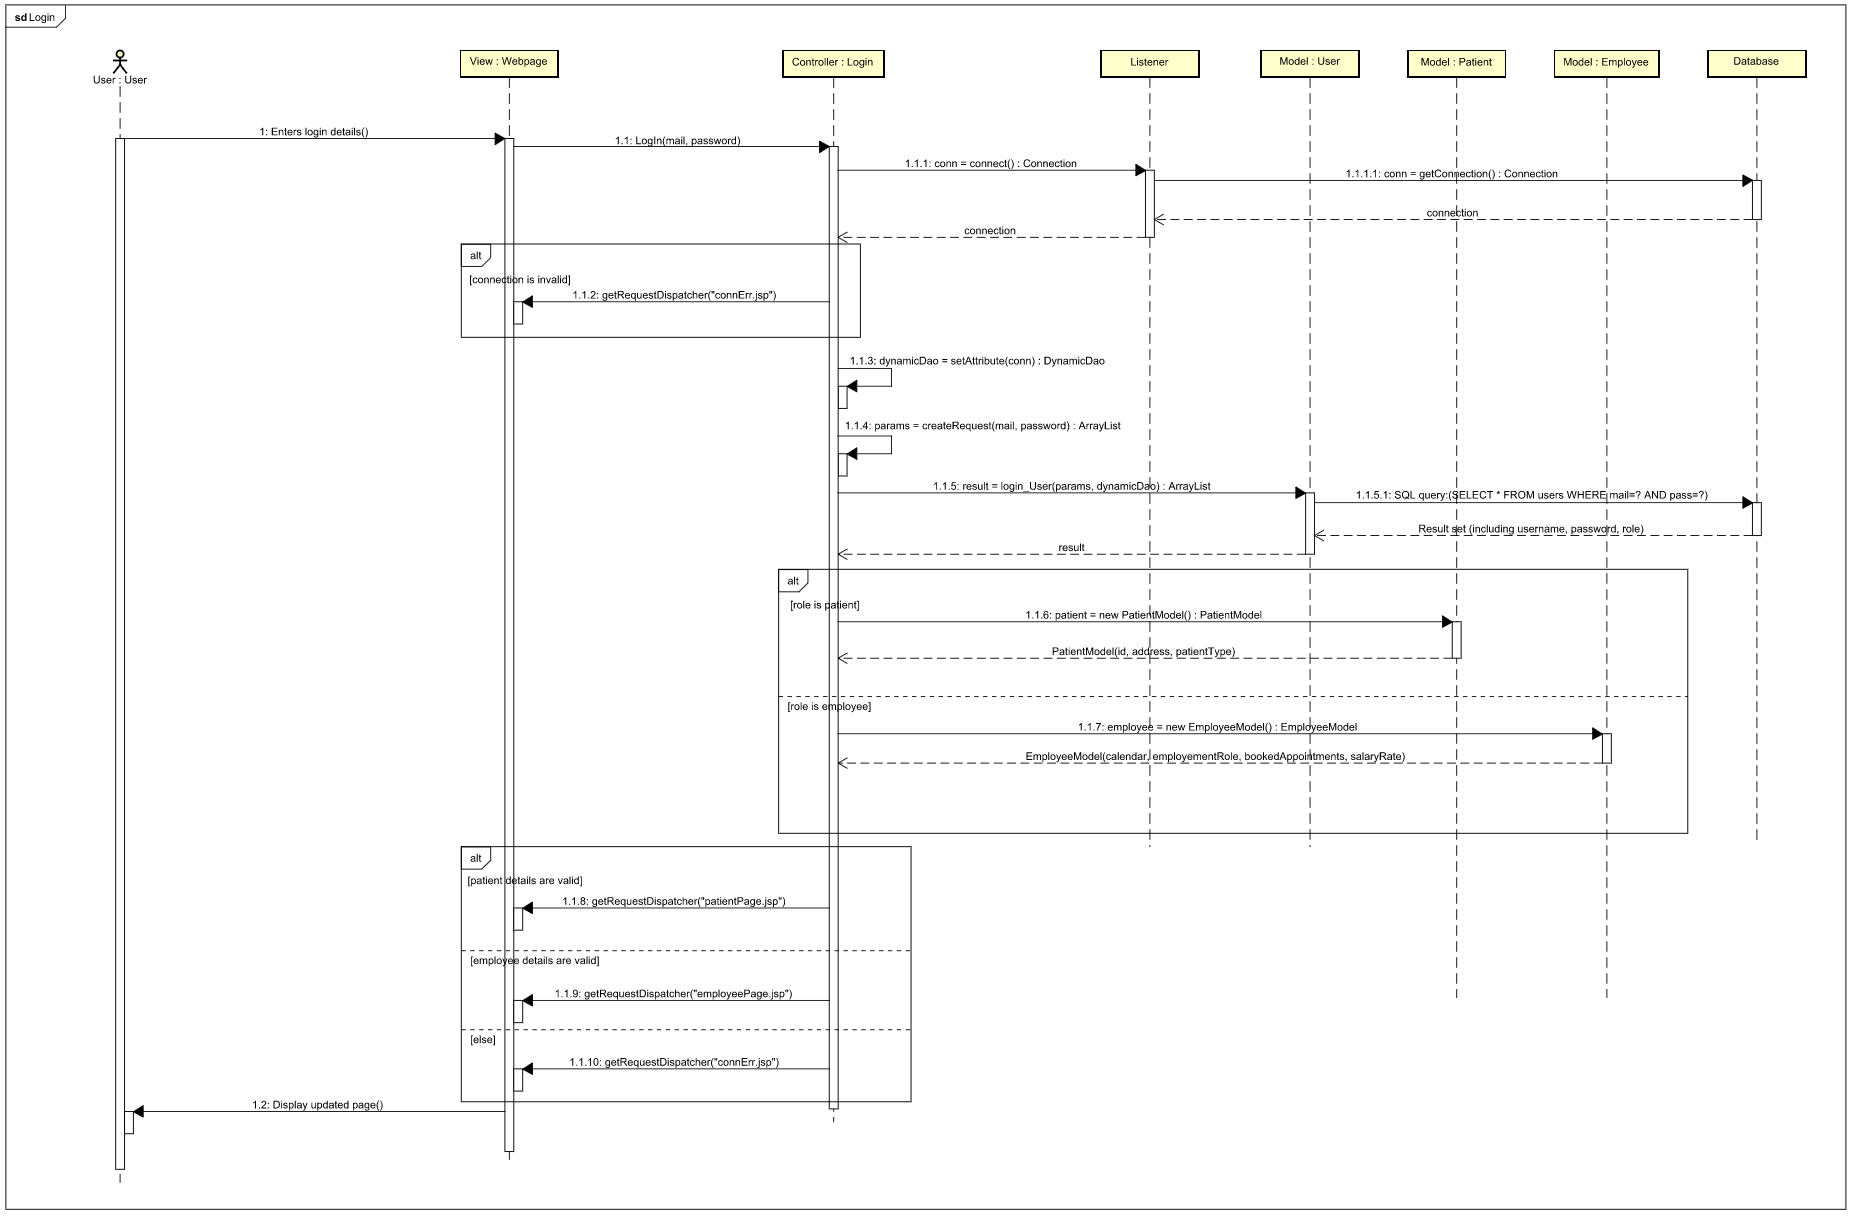 sd Login
User : User
View : Webpage
Controller : Login
Listener
Model : User
Model : Patient
Model : Employee
Database
1: Enters login details()
1.1: LogIn(mail, password)
1.1.1: conn = connect() : Connection
1.1.1.1: conn = getConnection() : Connection
connection
connection
alt
[connection is invalid]
1.1.2: getRequestDispatcher("connErr.jsp")
1.1.3: dynamicDao = setAttribute(conn) : DynamicDao
1.1.4: params = createRequest(mail, password) : ArrayList
1.1.5: result = login_User(params, dynamicDao) : ArrayList
1.1.5.1: SQL query:(SELECT * FROM users WHERE mail=? AND pass=?)
Result set (including username, password, role)
result
alt
[role is patient]
1.1.6: patient = new PatientModel() : PatientModel
PatientModel(id, address, patientType)
[role is employee]
1.1.7: employee = new EmployeeModel() : EmployeeModel
EmployeeModel(calendar, employementRole, bookedAppointments, salaryRate)
alt
[patient details are valid]
1.1.8: getRequestDispatcher("patientPage.jsp")
[employee details are valid]
1.1.9: getRequestDispatcher("employeePage.jsp")
[else]
1.1.10: getRequestDispatcher("connErr.jsp")
1.2: Display updated page()